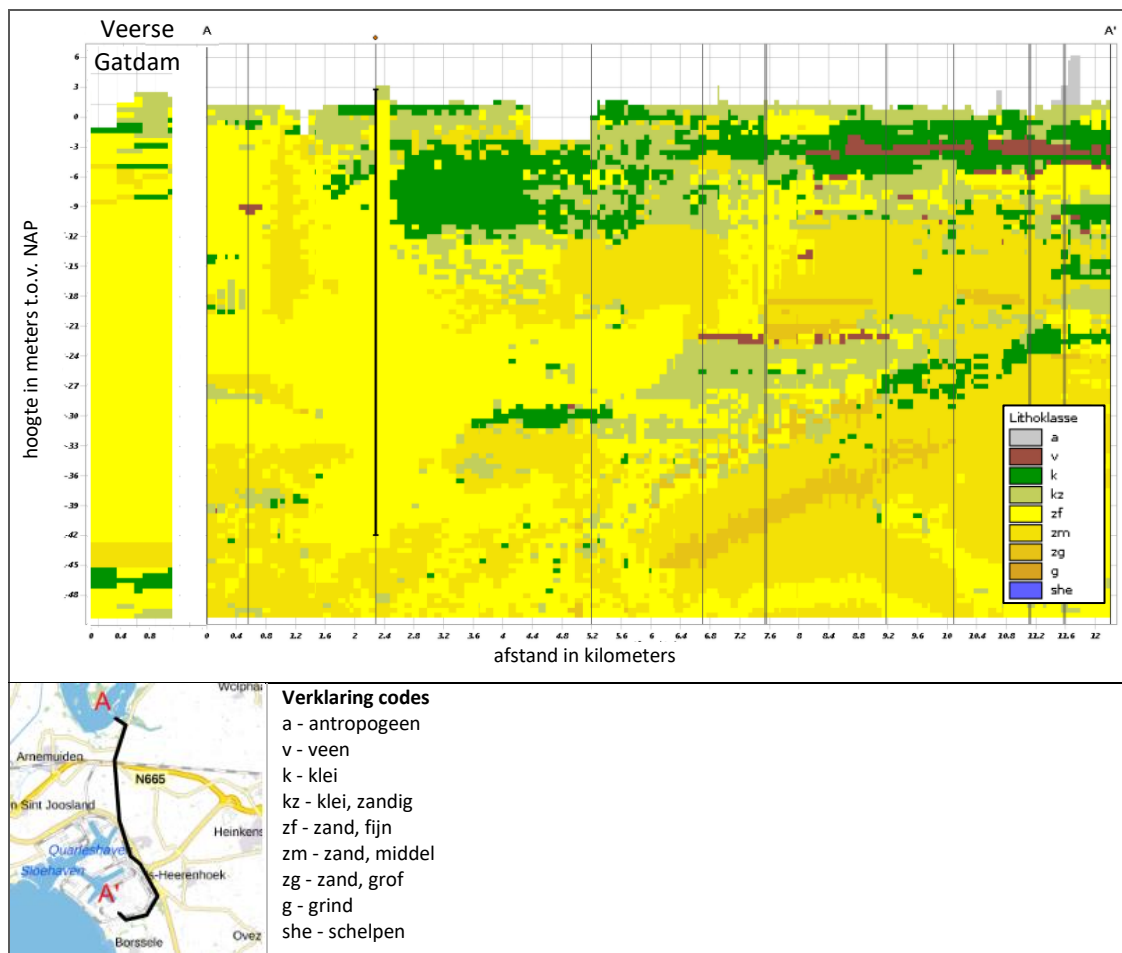 Veerse
Gatdam
A
A'
hoogte in meters t.o.v. NAP
6
3
0
-3
-6
-9
-12
-15
-18
-21
-24
-27
-30
-33
-36
-39
-42
-45
-48
0 0.4 0.8
0 0.4 0.8 1.2 1.6 2 2.4 2.8 3.2 3.6 4 4.4 4.8 5.2 5.6 6 6.4 6.8 7.2 7.6 8 8.4 8.8 9.2 9.6 10 10.4 10.8 11.2 11.6 12
afstand in kilometers
Lithoklasse
a
v
k
kz
zf
zm
zg
g
she
A
Wolpha
Arnemuiden
N665
n Sint Joosland
Heinkens
Quarleshaven
Sloehaven
's-Heerenhoek
A'
Borssele
Ovez
Verklaring codes
a - antropogeen
v - veen
k - klei
kz - klei, zandig
zf - zand, fijn
zm - zand, middel
zg - zand, grof
g - grind
she - schelpen